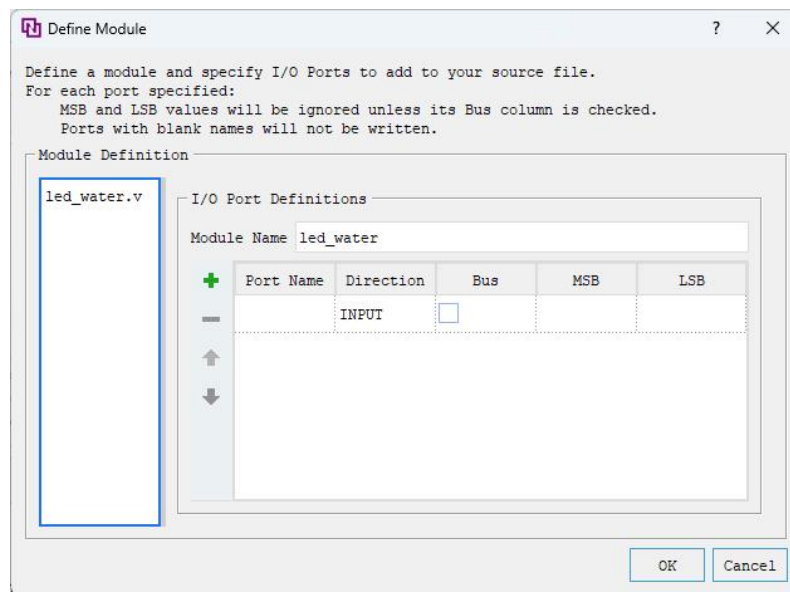 Define Module
?
Define a module and specify I/O Ports to add to your source file.
For each port specified:
MSB and LSB values will be ignored unless its Bus column is checked.
Ports with blank names will not be written.
Module Definition
led_water.v
I/O Port Definitions
Module Name led_water
Port Name Direction Bus MSB LSB
INPUT
OK Cancel